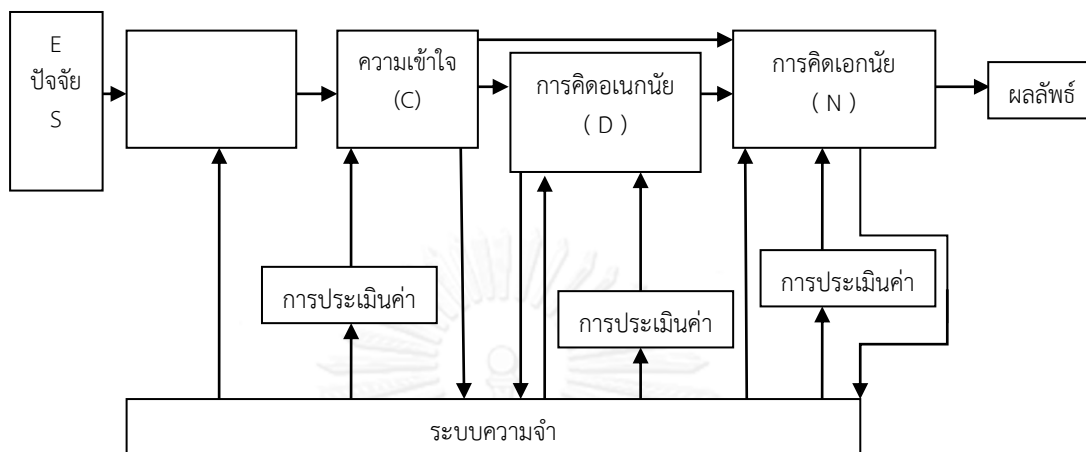 E
ปัจจัย
S
ความเข้าใจ
(C)
การคิดอเนกนัย
( D )
การคิดเอกนัย
( N )
ผลลัพธ์
การประเมินค่า
การประเมินค่า
การประเมินค่า
ระบบความจำ